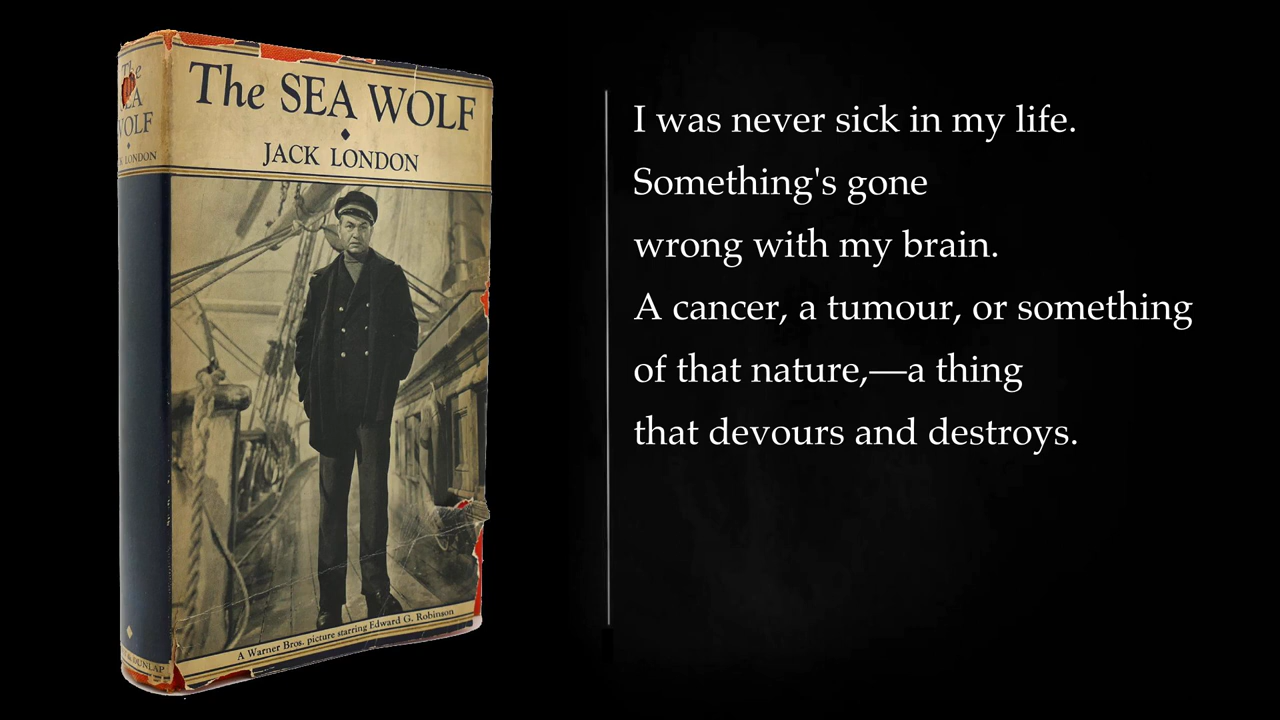 The SEA WOLF
JACK LONDON
The
WOLF
LONDON
A Warner Bros. picture starring Edward G. Robinson
DUNLAP
I was never sick in my life.
Something's gone
wrong with my brain.
A cancer, a tumour, or something
of that nature,—a thing
that devours and destroys.